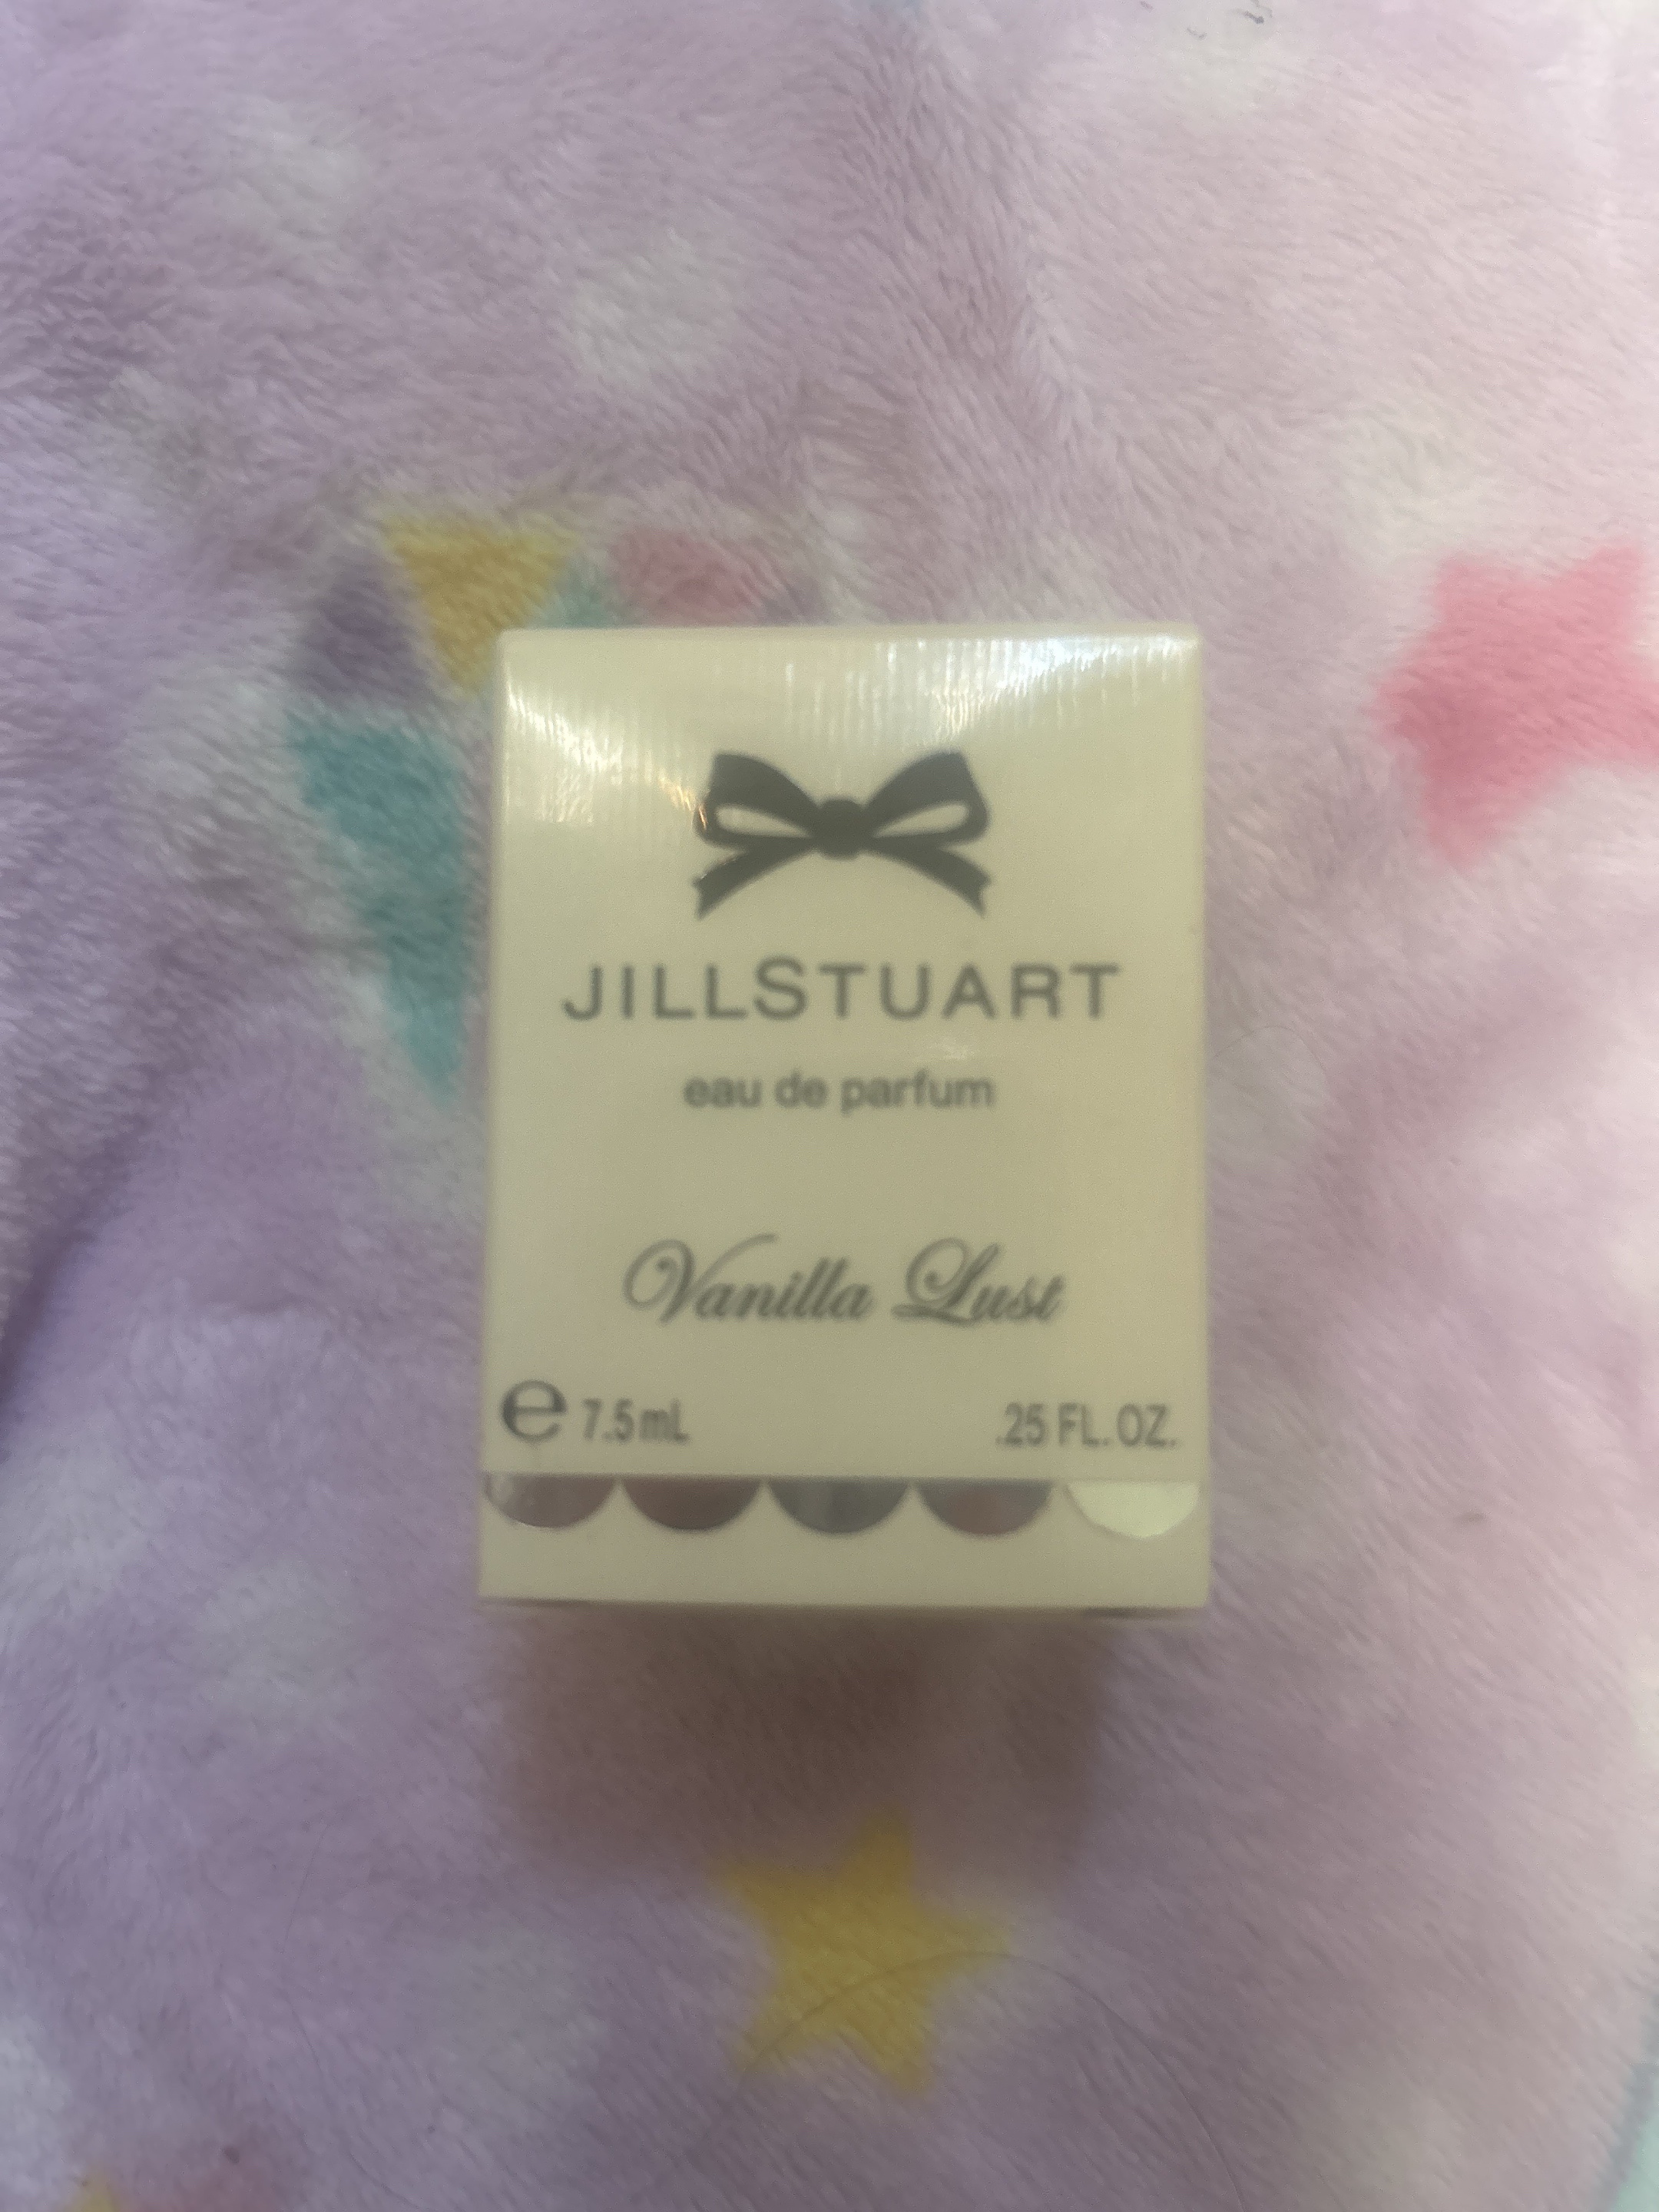 JILLSTUART
eau de parfum
Vanilla Lust
e 7.5mL .25 FL. OZ.